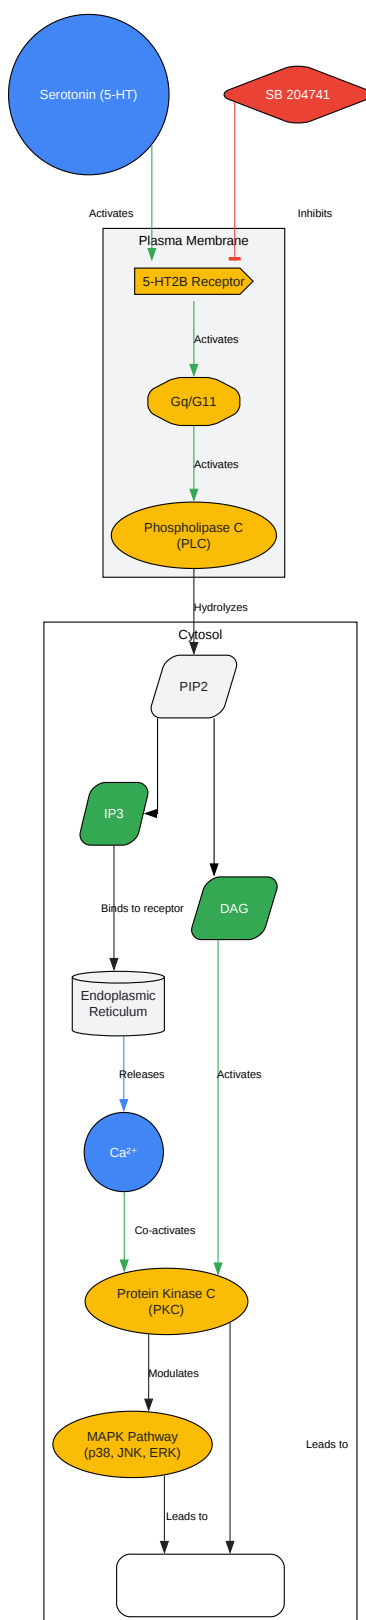 Serotonin (5-HT)
SB 204741
Activates
Inhibits
Plasma Membrane
5-HT2B Receptor
Activates
Gq/G11
Activates
Phospholipase C
(PLC)
Hydrolyzes
Cytosol
PIP2
IP3
DAG
Binds to receptor
Endoplasmic
Reticulum
Releases
Activates
Ca²⁺
Co-activates
Protein Kinase C
(PKC)
Modulates
MAPK Pathway
(p38, JNK, ERK)
Leads to
Leads to